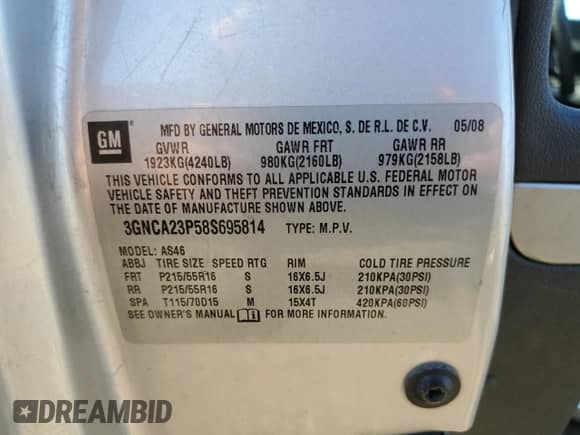 GM
MFD BY GENERAL MOTORS DE MEXICO, S. DE R.L. DE C.V. 05/08
GVWR GAWR FRT GAWR RR
1923KG(4240LB) 980KG(2160LB) 979KG(2158LB)
THIS VEHICLE CONFORMS TO ALL APPLICABLE U.S. FEDERAL MOTOR
VEHICLE SAFETY AND THEFT PREVENTION STANDARDS IN EFFECT ON
THE DATE OF MANUFACTURE SHOWN ABOVE.
3GNCA23P58S695814 TYPE: M.P.V.
MODEL: AS46
ABBJ TIRE SIZE SPEED RTG RIM COLD TIRE PRESSURE
FRT P215/55R16 S 16X6.5J 210KPA(30PSI)
RR P215/55R16 S 16X6.5J 210KPA(30PSI)
SPA T115/70D15 M 15X4T 420KPA(60PSI)
SEE OWNER'S MANUAL FOR MORE INFORMATION.
DREAMBID